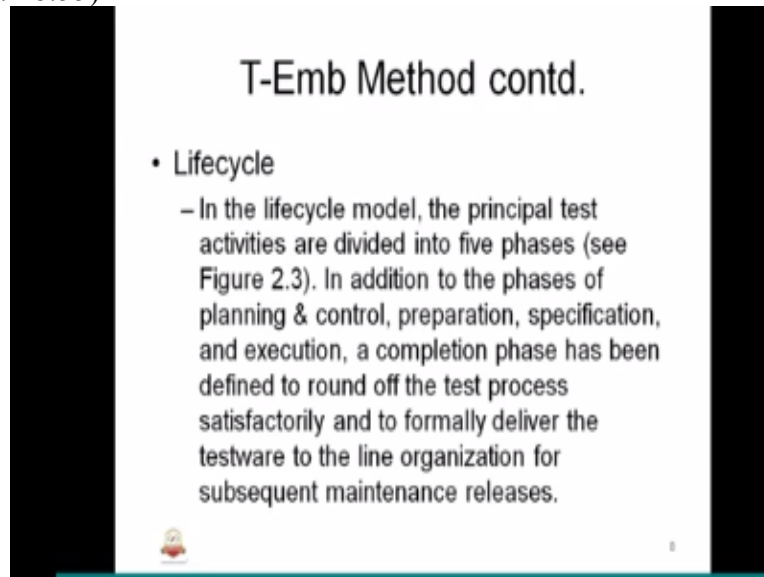 T-Emb Method contd.
• Lifecycle
– In the lifecycle model, the principal test
activities are divided into five phases (see
Figure 2.3). In addition to the phases of
planning & control, preparation, specification,
and execution, a completion phase has been
defined to round off the test process
satisfactorily and to formally deliver the
testware to the line organization for
subsequent maintenance releases.